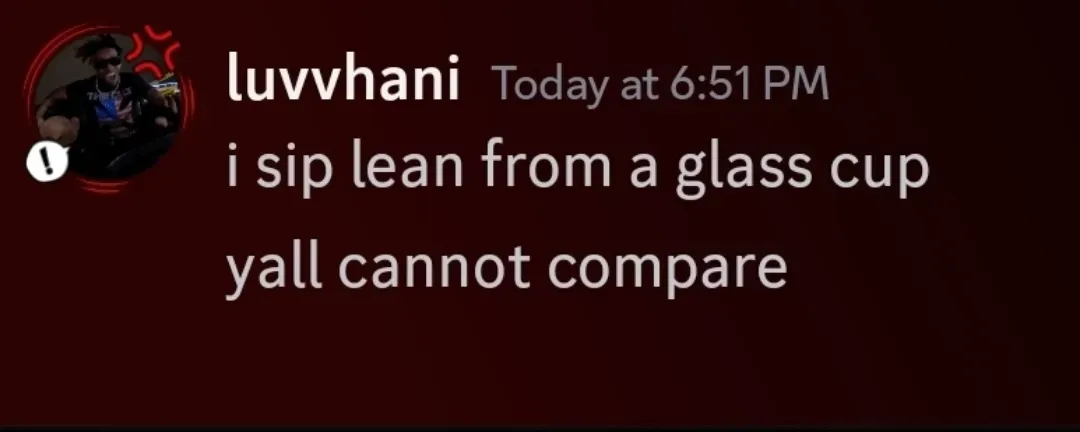 luvvhani Today at 6:51 PM
i sip lean from a glass cup
yall cannot compare